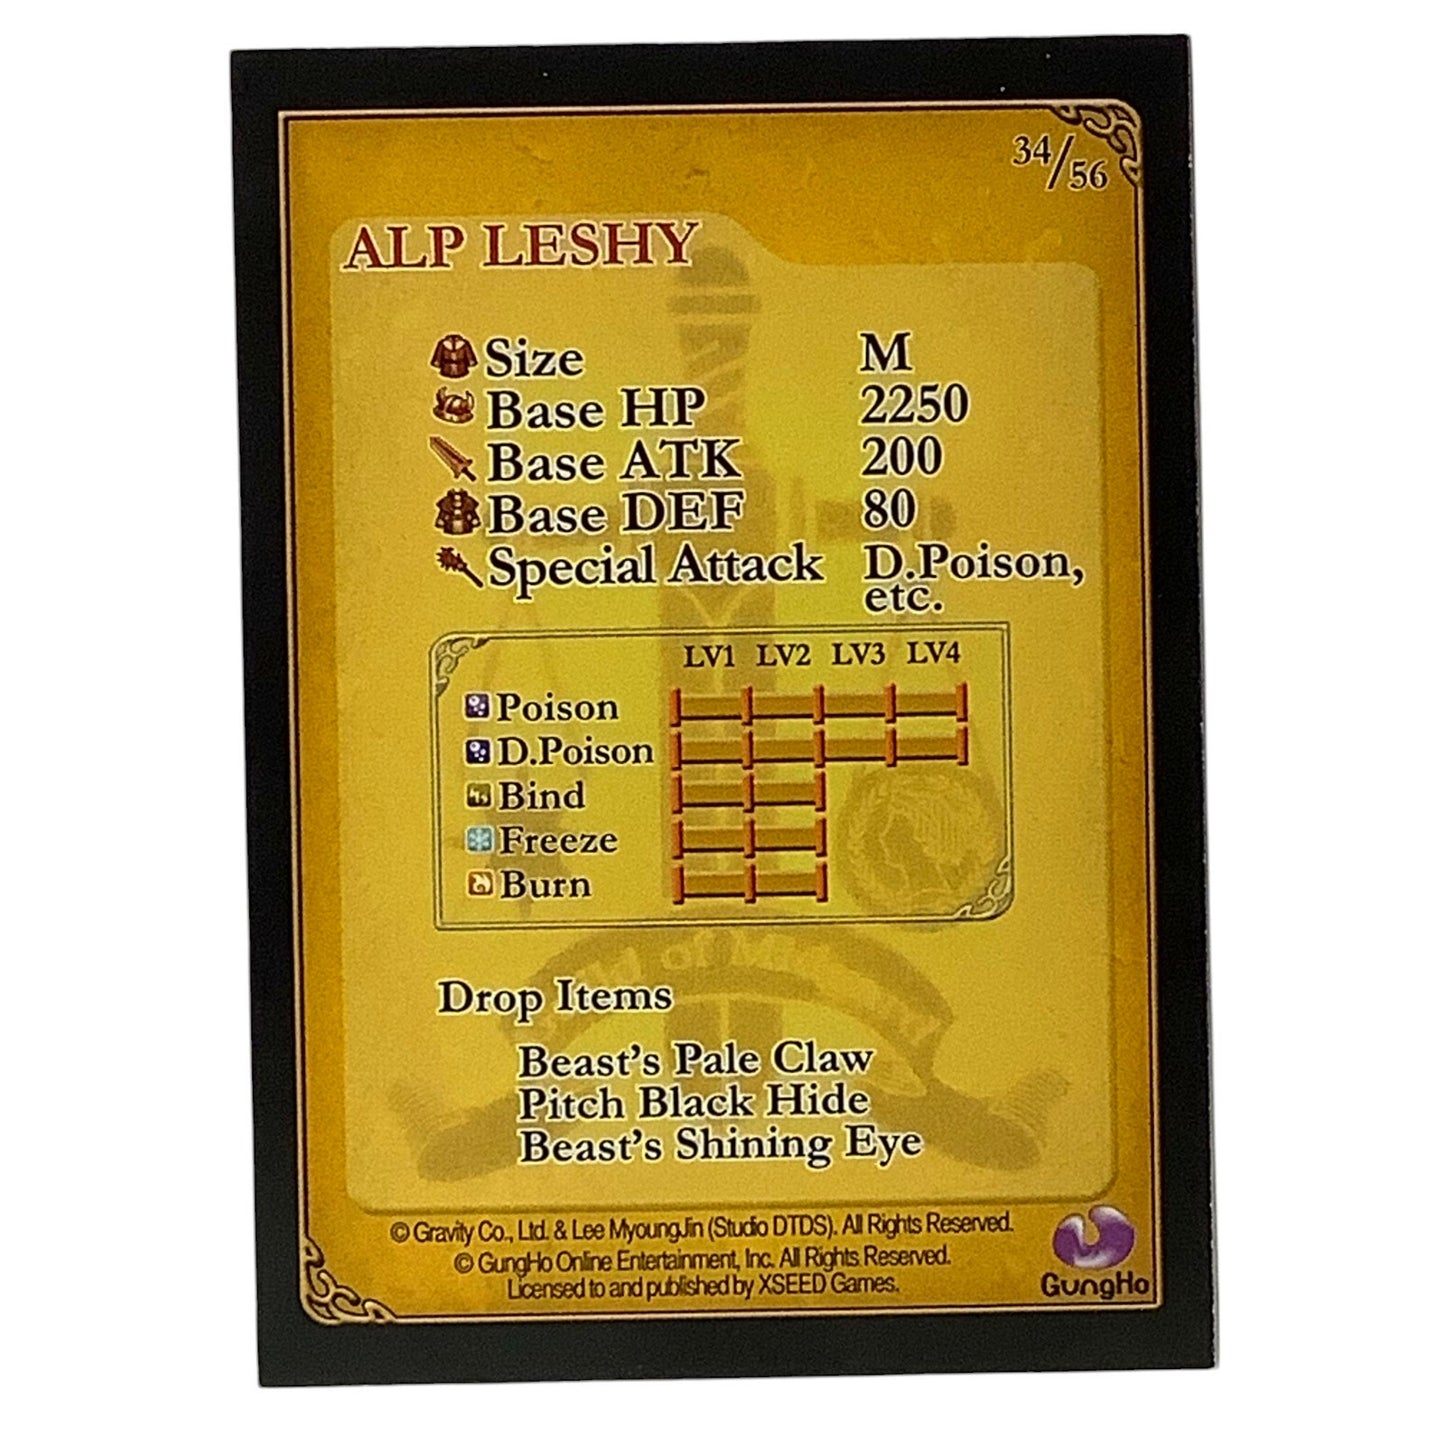 34/56
ALP LESHY
Size M
Base HP 2250
Base ATK 200
Base DEF 80
Special Attack D.Poison,
etc.
LV1 LV2 LV3 LV4
Poison
D.Poison
Bind
Freeze
Burn
Drop Items
Beast's Pale Claw
Pitch Black Hide
Beast's Shining Eye
© Gravity Co., Ltd. & Lee MyoungJin (Studio DTDS). All Rights Reserved.
© GungHo Online Entertainment, Inc. All Rights Reserved.
Licensed to and published by XSEED Games.
GungHo